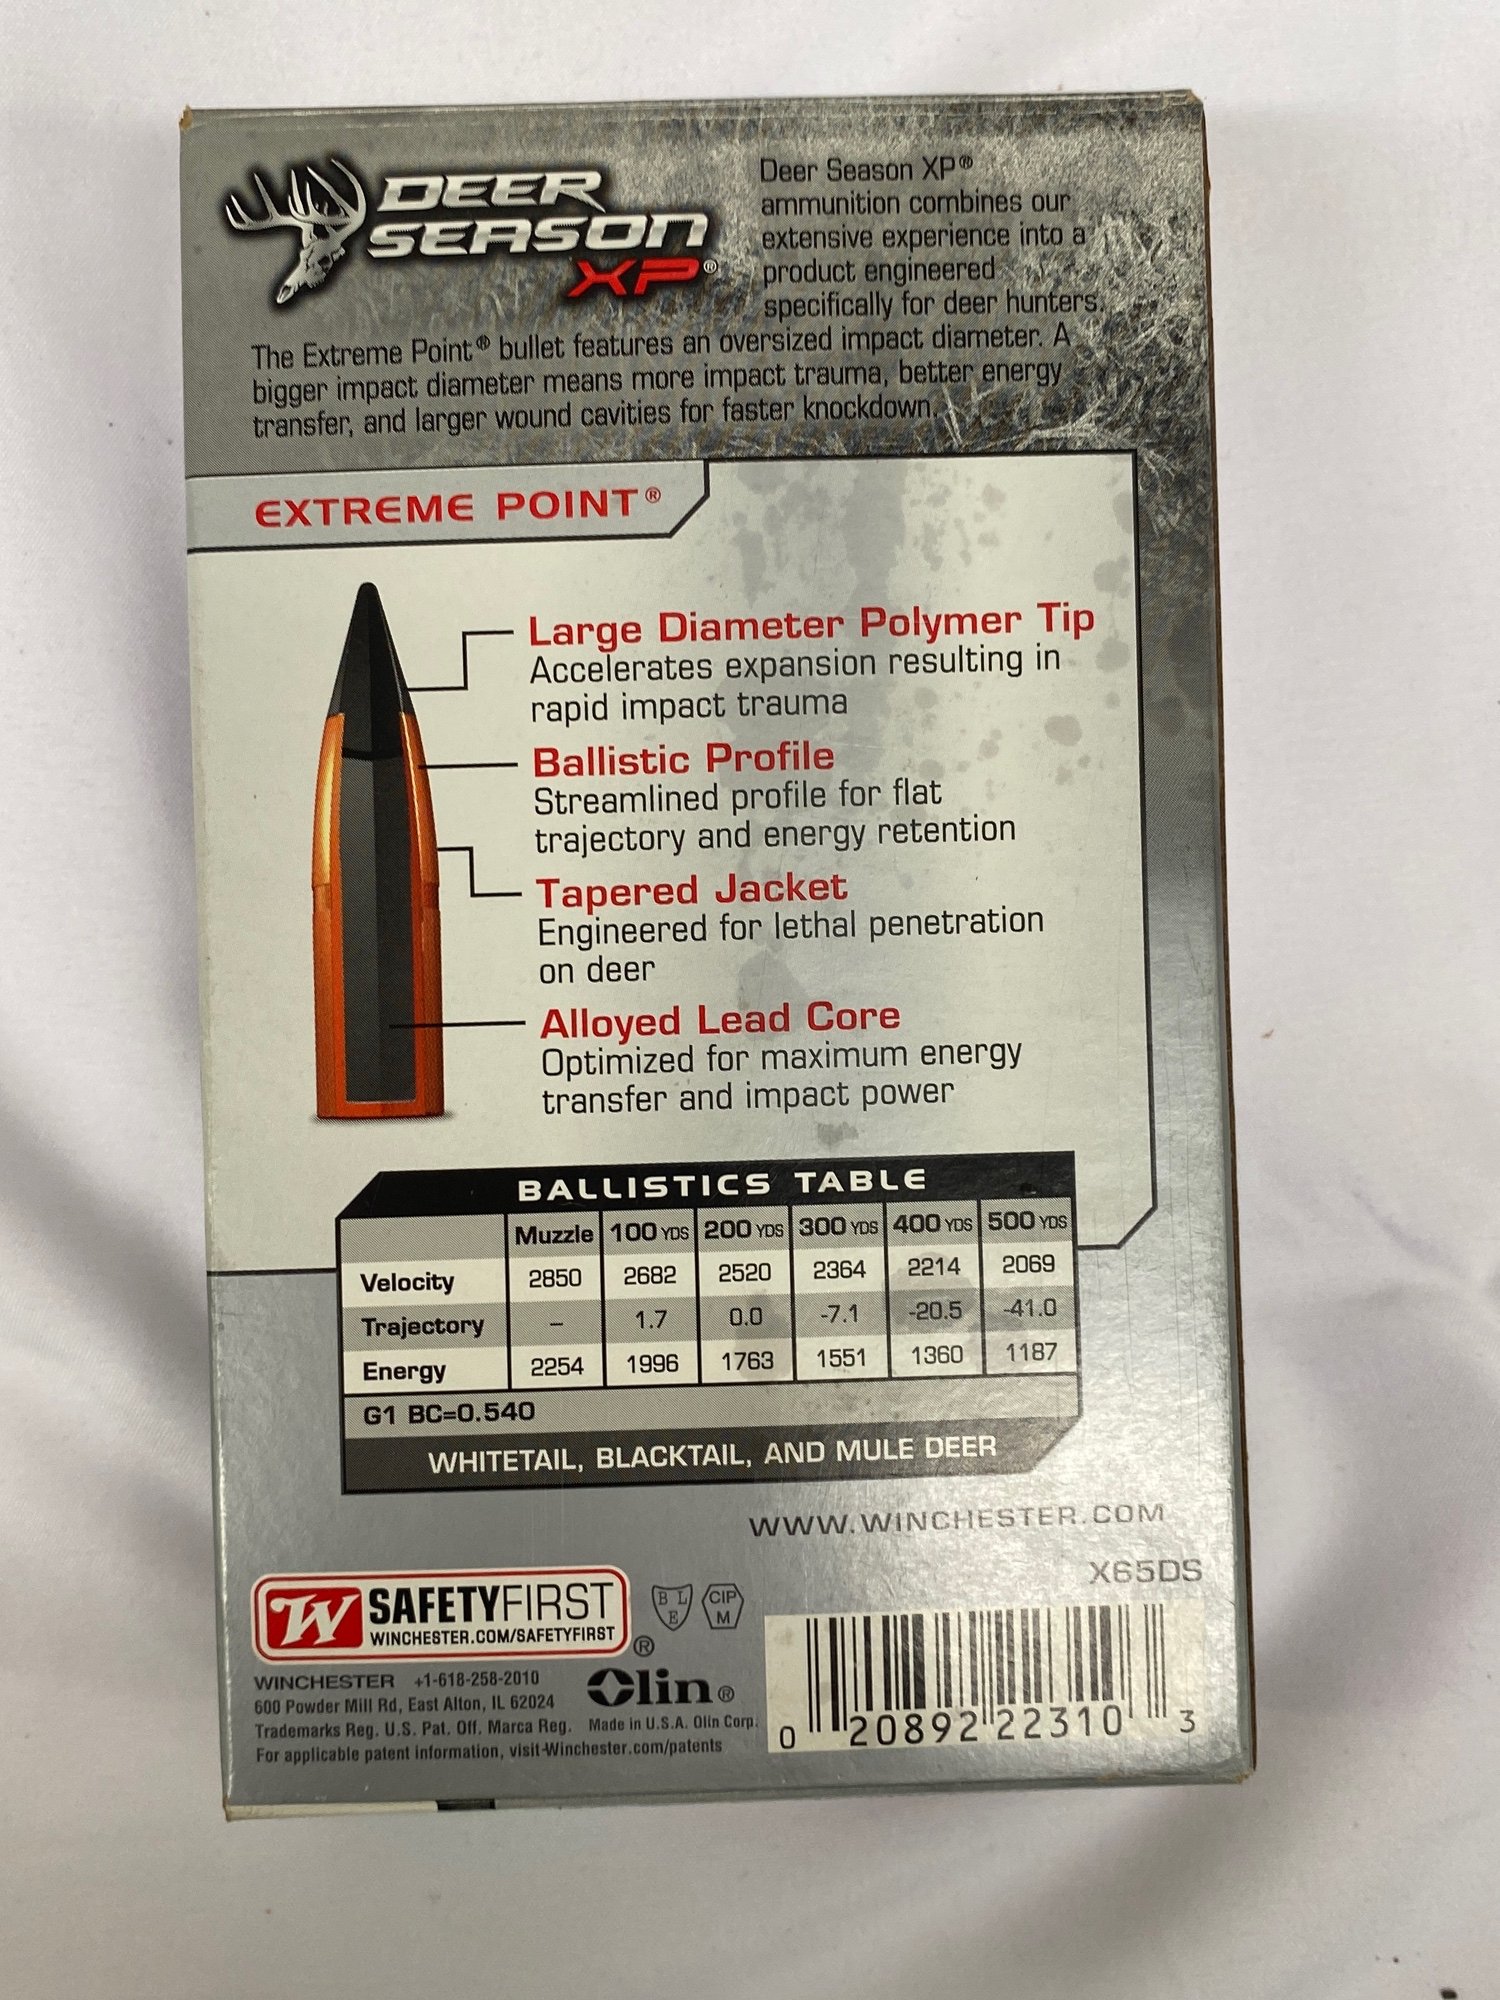 DEER
SEASON
XP®
Deer Season XP®
ammunition combines our
extensive experience into a
product engineered
specifically for deer hunters.
The Extreme Point® bullet features an oversized impact diameter. A
bigger impact diameter means more impact trauma, better energy
transfer, and larger wound cavities for faster knockdown.
EXTREME POINT®
Large Diameter Polymer Tip
Accelerates expansion resulting in
rapid impact trauma
Ballistic Profile
Streamlined profile for flat
trajectory and energy retention
Tapered Jacket
Engineered for lethal penetration
on deer
Alloyed Lead Core
Optimized for maximum energy
transfer and impact power
BALLISTICS TABLE
Muzzle 100 YDS 200 YDS 300 YDS 400 YDS 500 YDS
Velocity 2850 2682 2520 2364 2214 2069
Trajectory – 1.7 0.0 -7.1 -20.5 -41.0
Energy 2254 1996 1763 1551 1360 1187
G1 BC=0.540
WHITETAIL, BLACKTAIL, AND MULE DEER
WWW.WINCHESTER.COM
X65DS
W SAFETYFIRST
WINCHESTER.COM/SAFETYFIRST
®
B L
E
CIP
M
WINCHESTER +1-618-258-2010
600 Powder Mill Rd, East Alton, IL 62024
Olin®
Trademarks Reg. U.S. Pat. Off. Marca Reg. Made in U.S.A. Olin Corp.
For applicable patent information, visit Winchester.com/patents
0 20892 22310 3